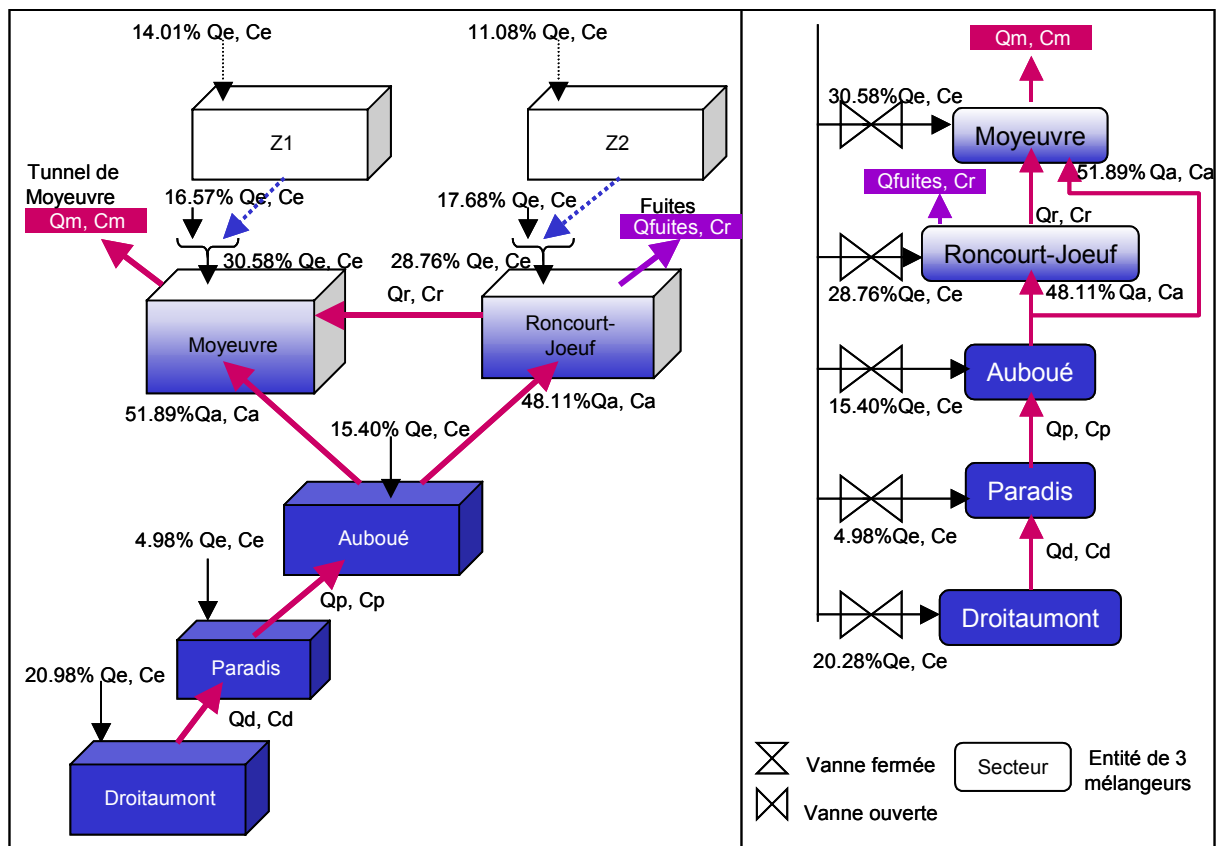 14.01% Qe, Ce
11.08% Qe, Ce
Z1
Z2
Tunnel de
Moyeuvre
Qm, Cm
16.57% Qe, Ce
17.68% Qe, Ce
Fuites
Qfuites, Cr
30.58% Qe, Ce
28.76% Qe, Ce
Qr, Cr
Moyeuvre
Roncourt-
Joeuf
51.89%Qa, Ca
48.11%Qa, Ca
15.40% Qe, Ce
Auboué
4.98% Qe, Ce
Qp, Cp
Paradis
20.98% Qe, Ce
Qd, Cd
Droitaumont
Qm, Cm
30.58%Qe, Ce
Moyeuvre
51.89% Qa, Ca
Qfuites, Cr
Qr, Cr
Roncourt-Joeuf
28.76% Qe, Ce
48.11%Qa, Ca
Auboué
15.40% Qe, Ce
Qp, Cp
Paradis
4.98%Qe, Ce
Qd, Cd
Droitaumont
20.28%Qe, Ce
Vanne fermée
Secteur
Entité de 3
mélangeurs
Vanne ouverte